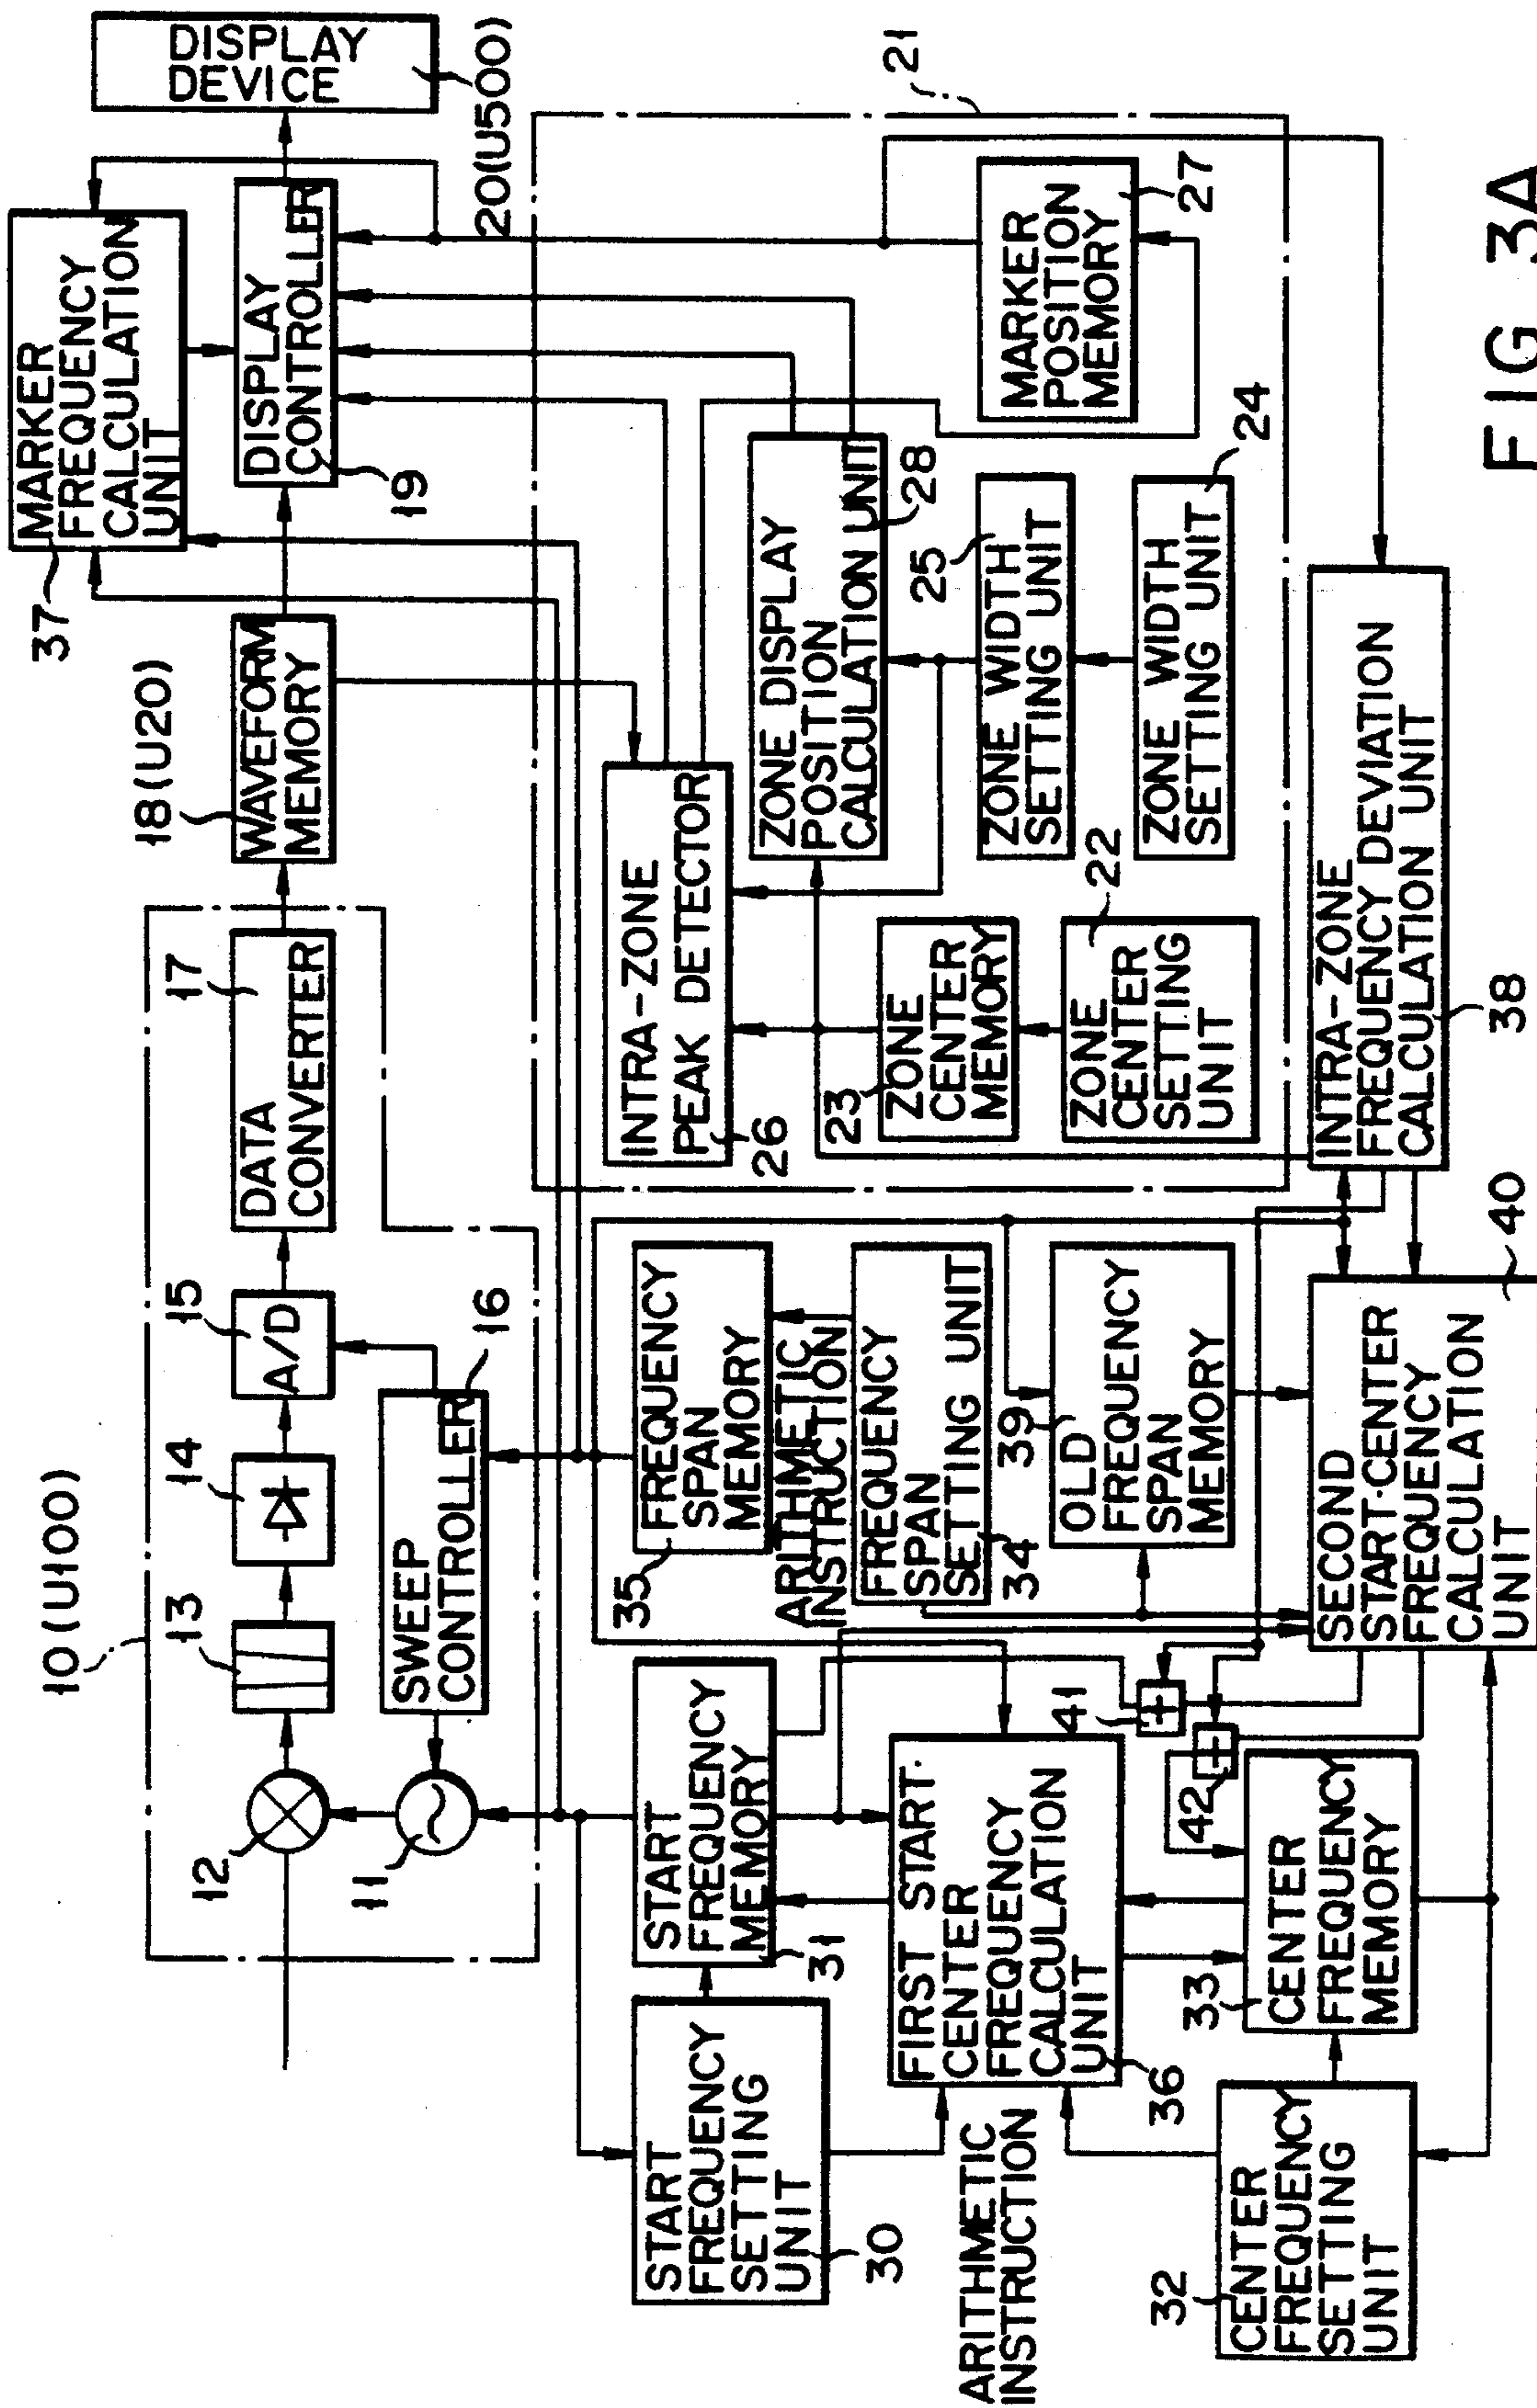 10(U100)
12
13
14
15
A/D
17
DATA
CONVERTER
18(U20)
WAVEFORM
MEMORY
37
MARKER
FREQUENCY
CALCULATION
UNIT
DISPLAY
CONTROLLER
19
DISPLAY
DEVICE
20(U500)
11
SWEEP
CONTROLLER
16
21
START
FREQUENCY
SETTING
UNIT
30
START
FREQUENCY
MEMORY
31
35
FREQUENCY
SPAN
MEMORY
ARITHMETIC
INSTRUCTION
INTRA-ZONE
PEAK DETECTOR
26
ZONE DISPLAY
POSITION
CALCULATION UNIT
28
ARITHMETIC
INSTRUCTION
FIRST START·
CENTER
FREQUENCY
CALCULATION
UNIT
36
FREQUENCY
SPAN
SETTING UNIT
34
23
ZONE
CENTER
MEMORY
25
ZONE WIDTH
SETTING UNIT
MARKER
POSITION
MEMORY
27
39
OLD
FREQUENCY
SPAN
MEMORY
22
ZONE
CENTER
SETTING
UNIT
24
ZONE WIDTH
SETTING UNIT
41
+
42
+
32
CENTER
FREQUENCY
SETTING
UNIT
33
CENTER
FREQUENCY
MEMORY
SECOND
START·CENTER
FREQUENCY
CALCULATION
UNIT
40
INTRA-ZONE
FREQUENCY DEVIATION
CALCULATION UNIT
38
FIG. 3A